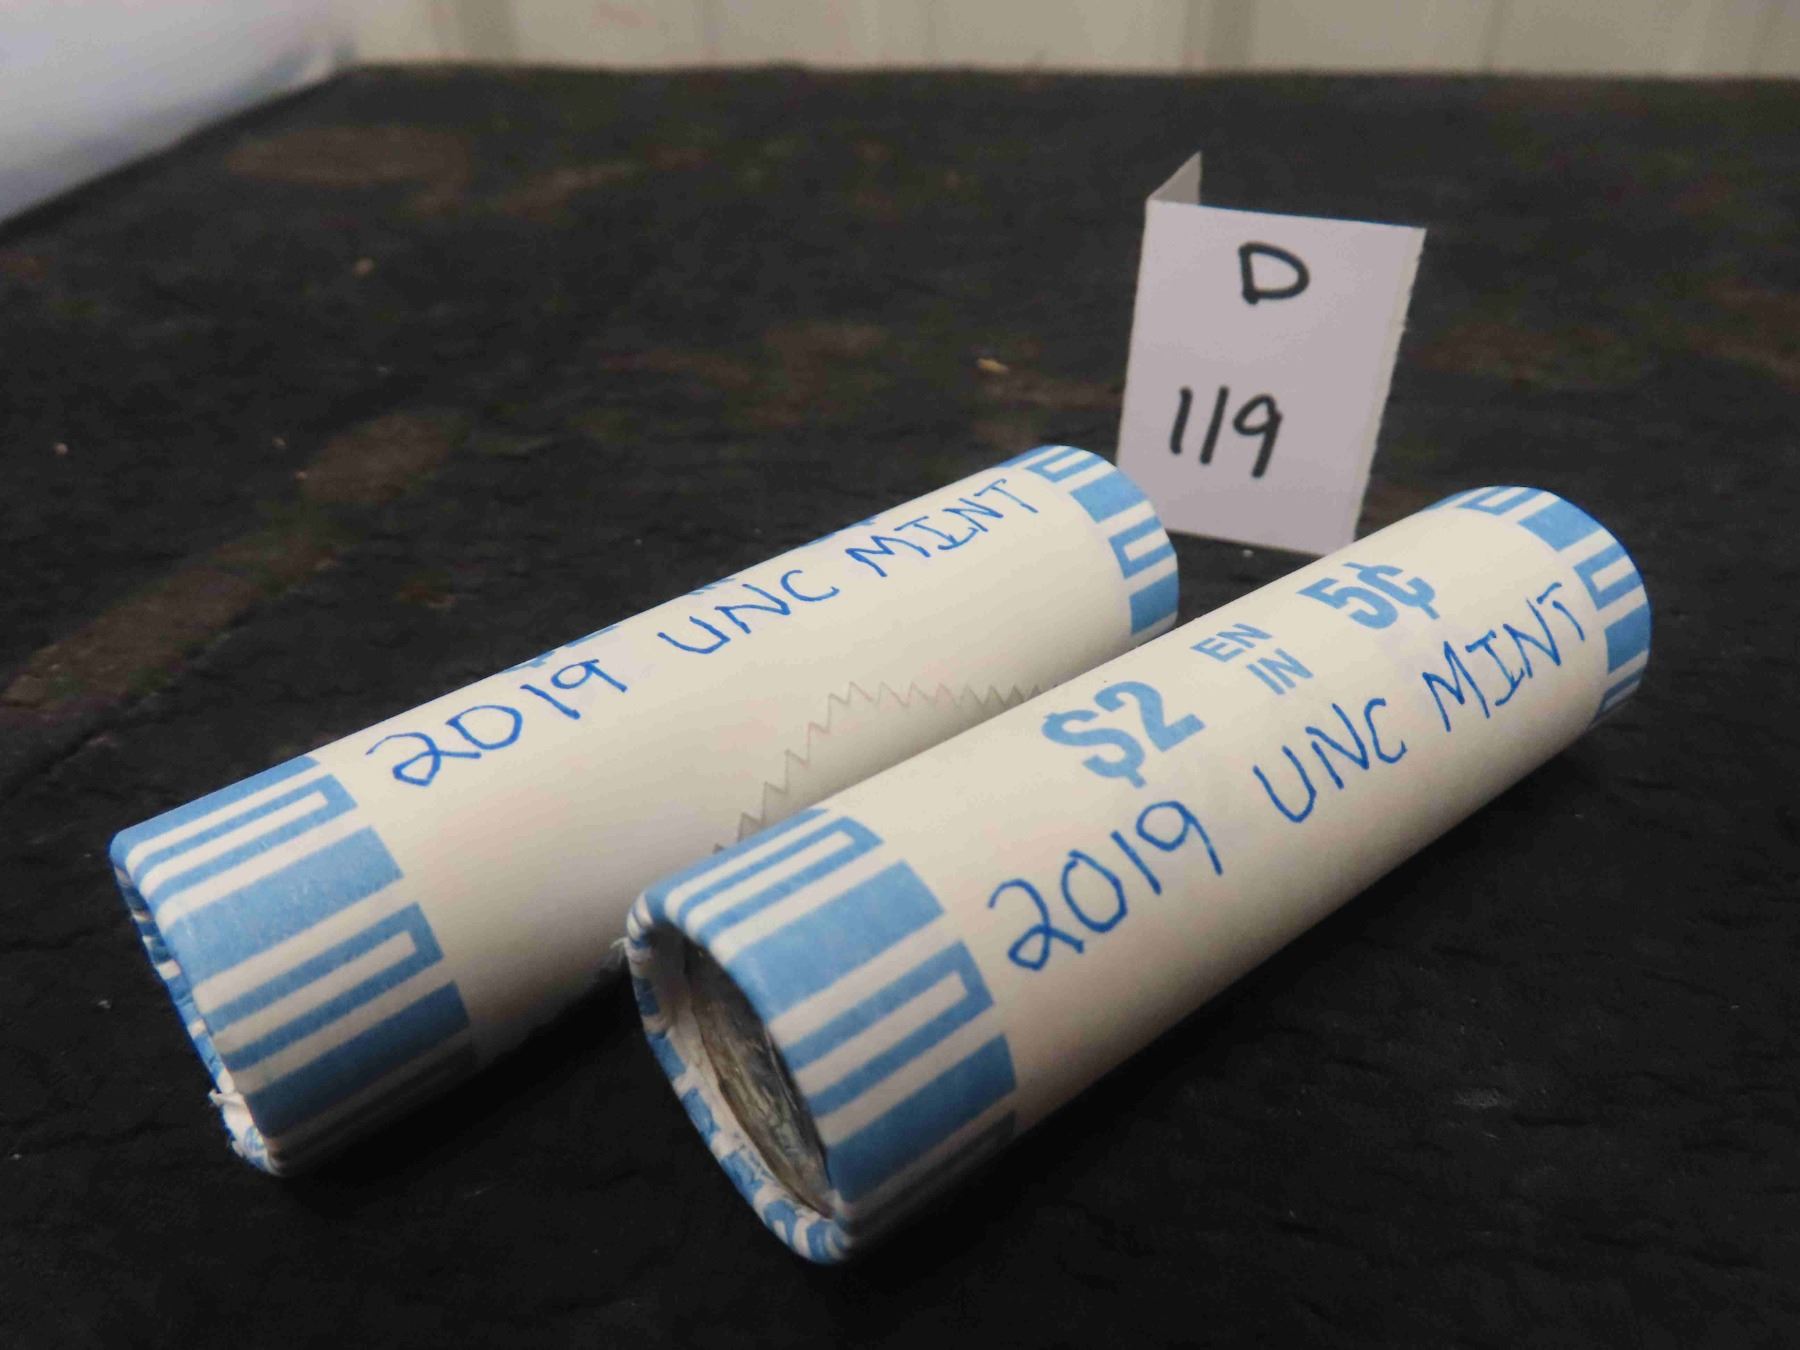 D
119
2019 UNC MINT
$2 EN IN 5¢
2019 UNC MINT